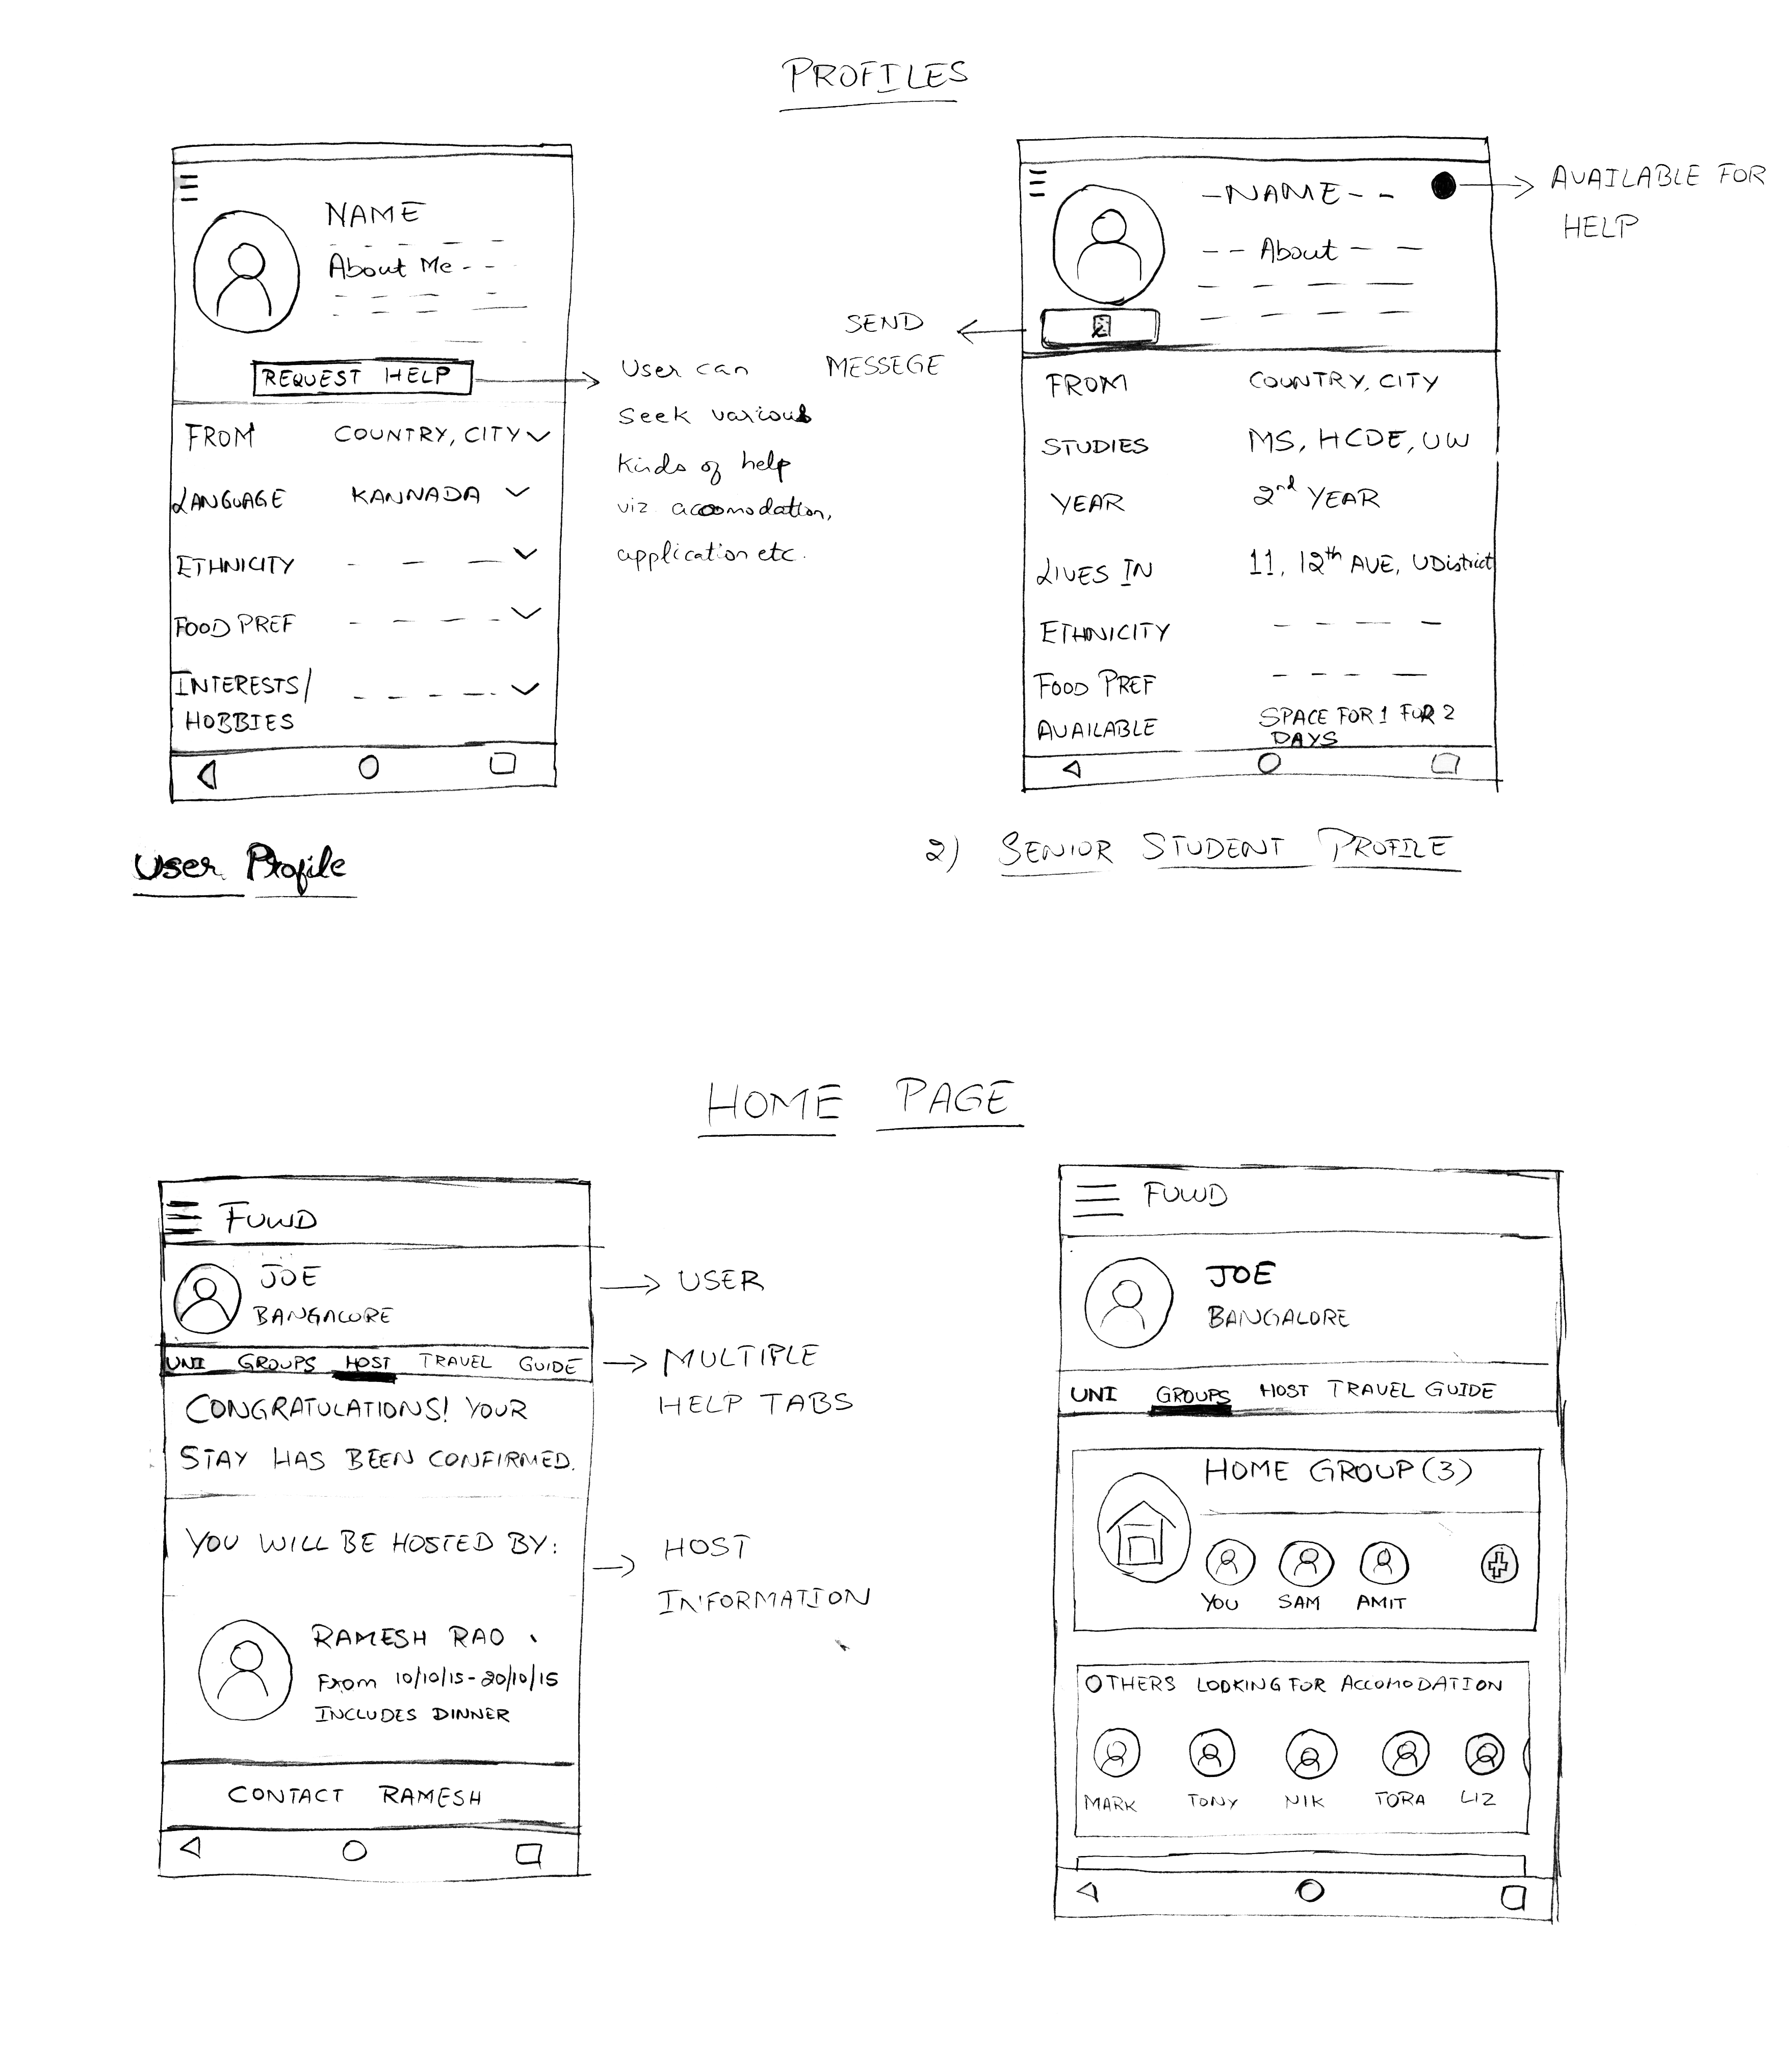 PROFILES
NAME
About Me
REQUEST HELP
FROM COUNTRY, CITY
LANGUAGE KANNADA
ETHNICITY
FOOD PREF
INTERESTS/
HOBBIES
User can
seek various
kinds of help
viz accomodation,
application etc.
User Profile
NAME
About
AVAILABLE FOR
HELP
SEND
MESSEGE
FROM COUNTRY, CITY
STUDIES MS, HCDE, UW
YEAR 2nd YEAR
LIVES IN 11, 12th AVE, UDistrict
ETHNICITY
FOOD PREF
AVAILABLE SPACE FOR 1 FOR 2
DAYS
2) SENIOR STUDENT PROFILE
HOME PAGE
FUWD
JOE
BANGALORE
UNI GROUPS HOST TRAVEL GUIDE
CONGRATULATIONS! YOUR
STAY HAS BEEN CONFIRMED.
YOU WILL BE HOSTED BY:
RAMESH RAO
From 10/10/15-20/10/15
INCLUDES DINNER
CONTACT RAMESH
USER
MULTIPLE
HELP TABS
HOST
INFORMATION
FUWD
JOE
BANGALORE
UNI GROUPS HOST TRAVEL GUIDE
HOME GROUP (3)
YOU SAM AMIT
OTHERS LOOKING FOR ACCOMODATION
MARK TONY NIK TORA LIZ